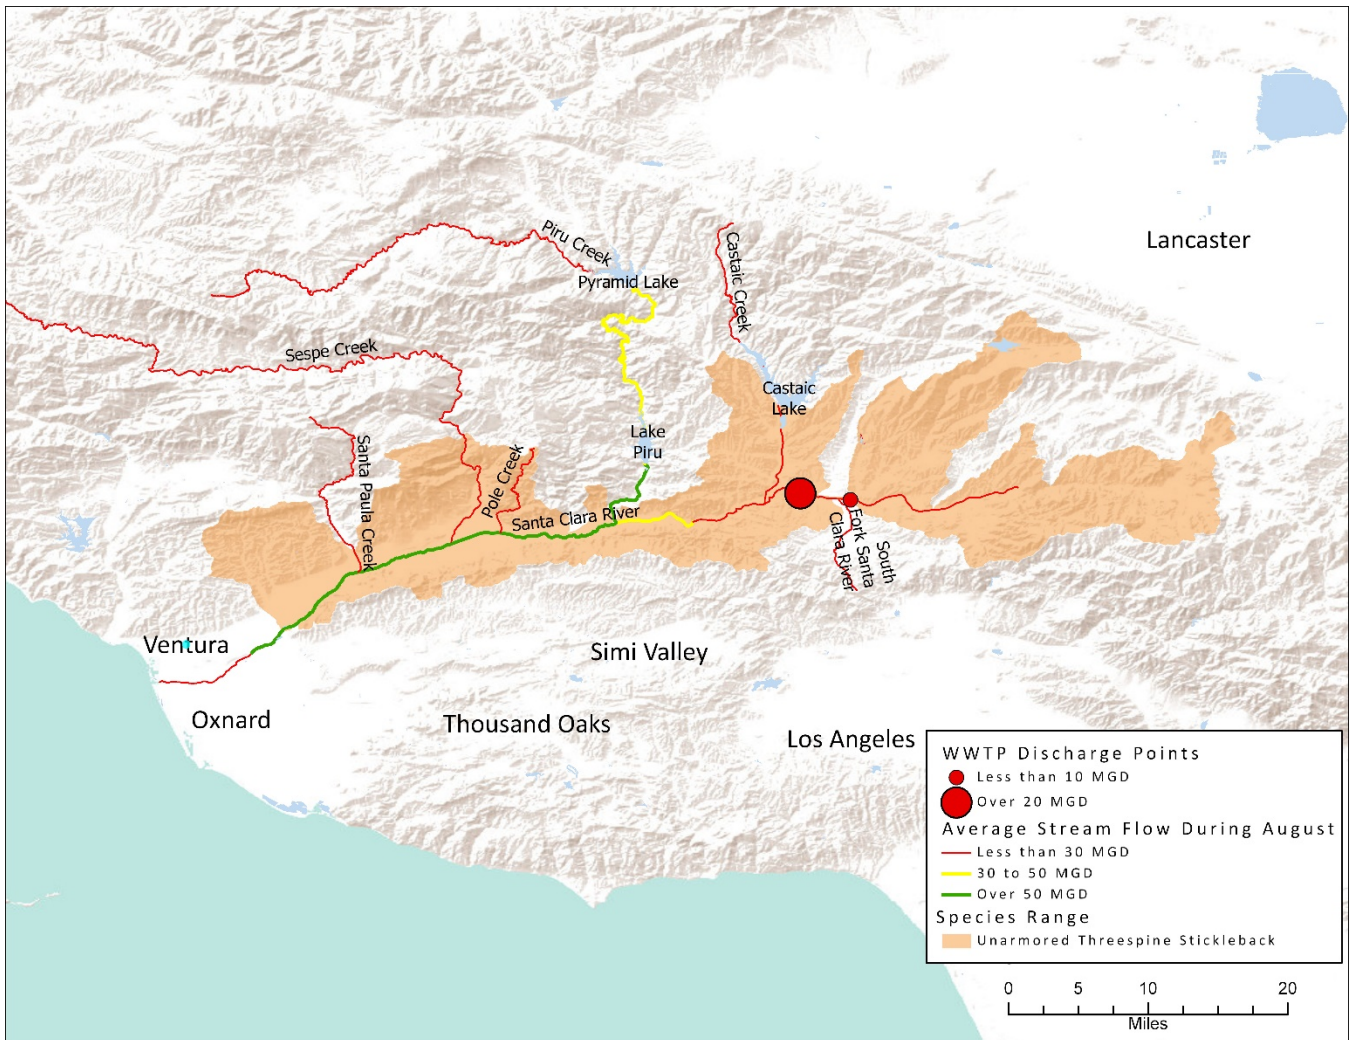 Piru Creek
Pyramid Lake
Castaic Creek
Lancaster
Sespe Creek
Castaic
Lake
Lake
Piru
Santa Paula Creek
Pole Creek
Santa Clara River
South
Fork Santa
Clara River
Ventura
Simi Valley
Oxnard
Thousand Oaks
Los Angeles
WWTP Discharge Points
Less than 10 MGD
Over 20 MGD
Average Stream Flow During August
Less than 30 MGD
30 to 50 MGD
Over 50 MGD
Species Range
Unarmored Threespine Stickleback
0 5 10 20
Miles